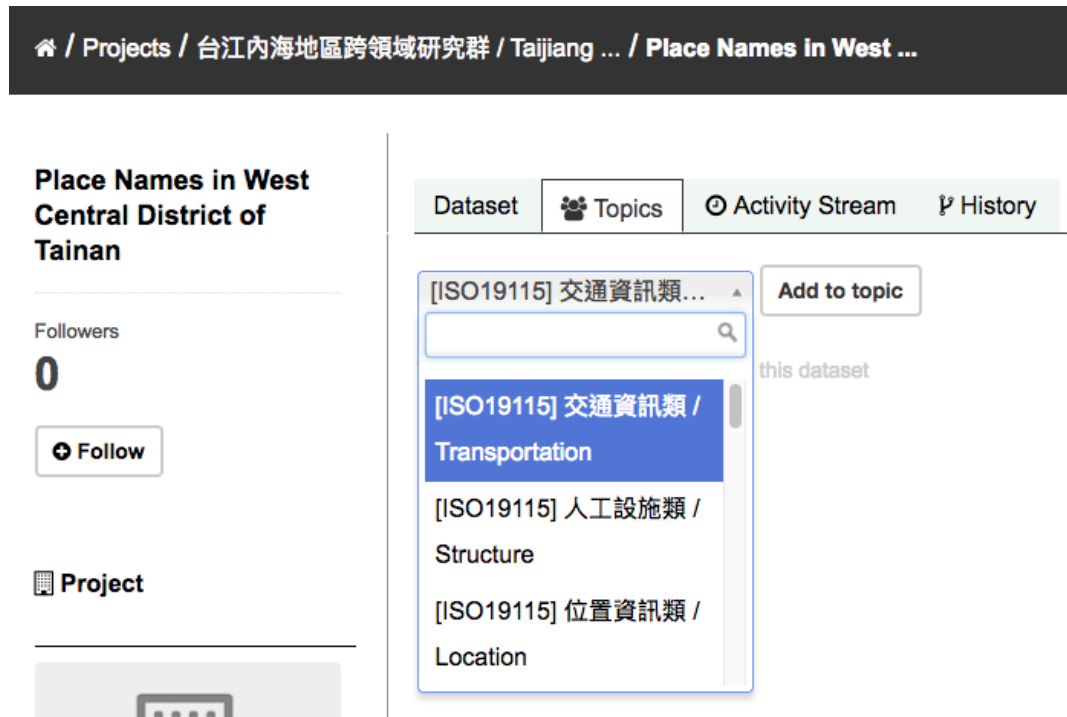 / Projects / 台江內海地區跨領域研究群 / Taijiang ... / Place Names in West ...
Place Names in West
Central District of
Tainan
Followers
0
Follow
Project
Dataset Topics Activity Stream History
[ISO19115] 交通資訊類... Add to topic
this dataset
[ISO19115] 交通資訊類 /
Transportation
[ISO19115] 人工設施類 /
Structure
[ISO19115] 位置資訊類 /
Location